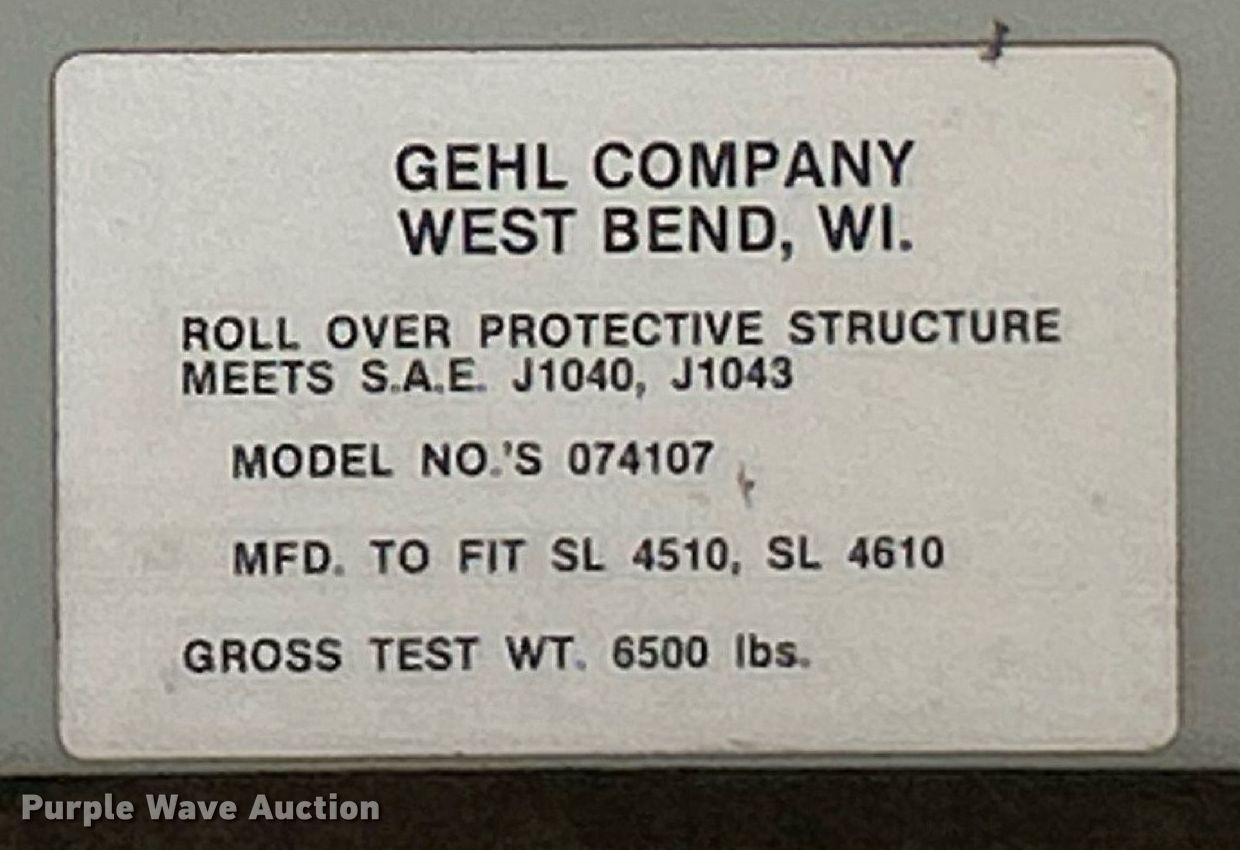 GEHL COMPANY
WEST BEND, WI.
ROLL OVER PROTECTIVE STRUCTURE
MEETS S.A.E. J1040, J1043
MODEL NO.'S 074107
MFD. TO FIT SL 4510, SL 4610
GROSS TEST WT. 6500 lbs.
Purple Wave Auction